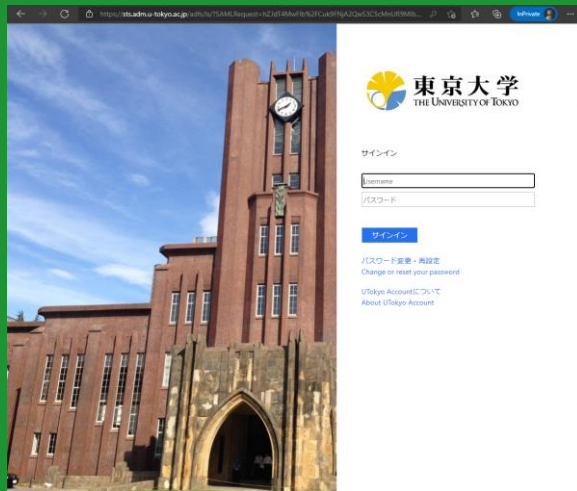 https://sts.adm.u-tokyo.ac.jp/adfs/ls/?SAMLRequest=
InPrivate
東京大学
THE UNIVERSITY OF TOKYO
サインイン
Username
パスワード
サインイン
パスワード変更・再設定
Change or reset your password
UTokyo Accountについて
About UTokyo Account